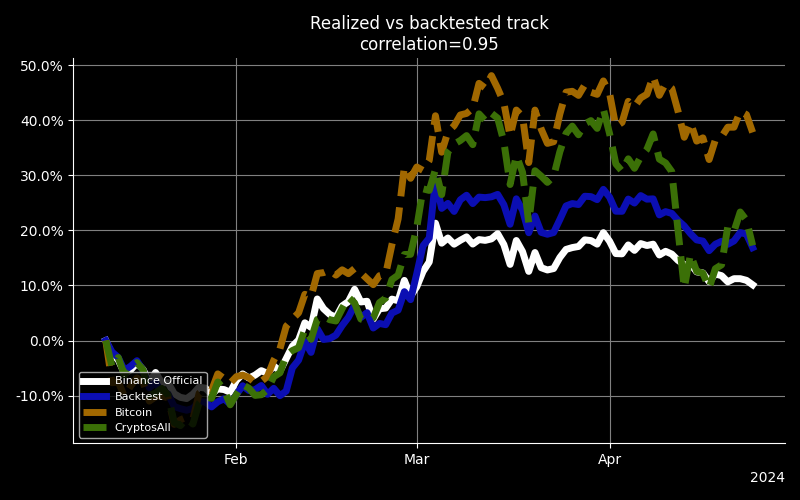 Realized vs backtested track
correlation=0.95
50.0%
40.0%
30.0%
20.0%
10.0%
0.0%
-10.0%
Binance Official
Backtest
Bitcoin
CryptosAll
Feb
Mar
Apr
2024